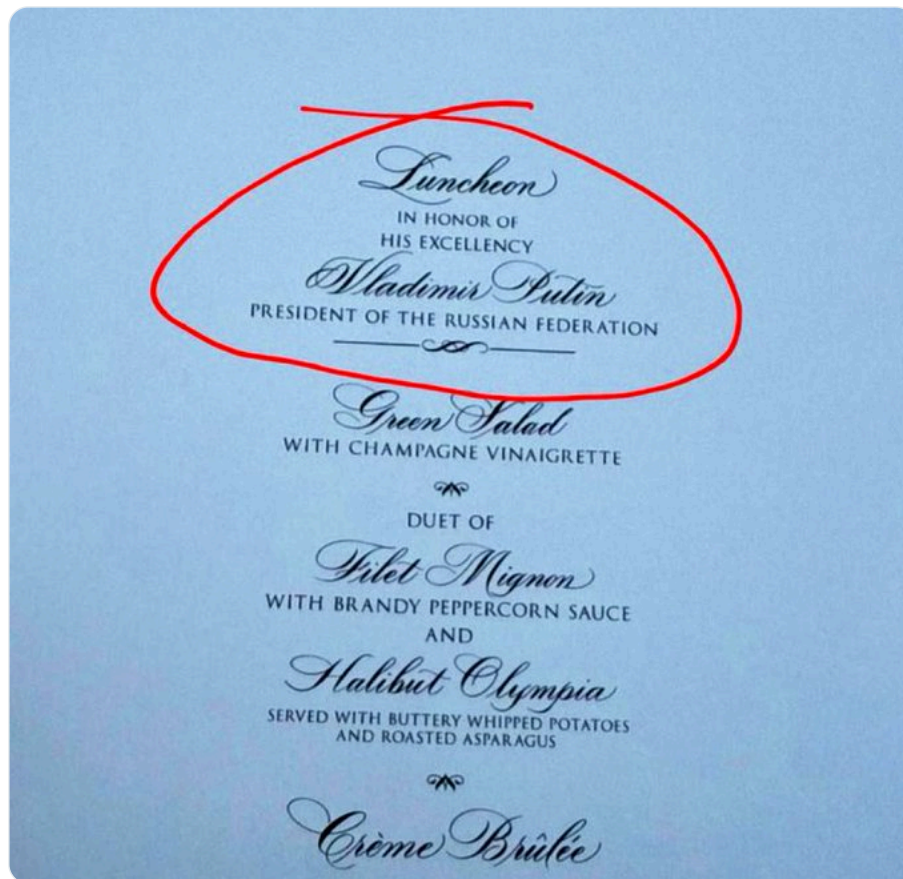 Luncheon
IN HONOR OF
HIS EXCELLENCY
Vladimir Putin
PRESIDENT OF THE RUSSIAN FEDERATION
Green Salad
WITH CHAMPAGNE VINAIGRETTE
DUET OF
Filet Mignon
WITH BRANDY PEPPERCORN SAUCE
AND
Halibut Olympia
SERVED WITH BUTTERY WHIPPED POTATOES
AND ROASTED ASPARAGUS
Crème Brûlée